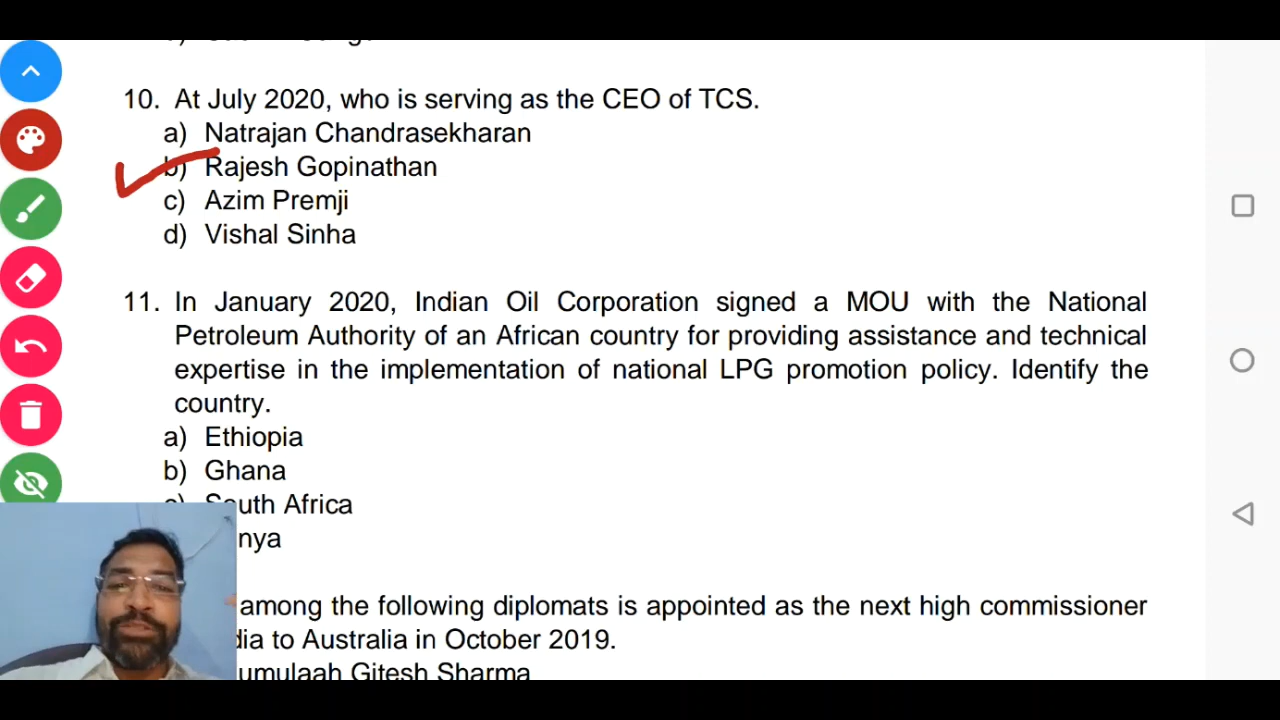 10. At July 2020, who is serving as the CEO of TCS.
a) Natrajan Chandrasekharan
b) Rajesh Gopinathan
c) Azim Premji
d) Vishal Sinha
11. In January 2020, Indian Oil Corporation signed a MOU with the National
Petroleum Authority of an African country for providing assistance and technical
expertise in the implementation of national LPG promotion policy. Identify the
country.
a) Ethiopia
b) Ghana
c) South Africa
nya
among the following diplomats is appointed as the next high commissioner
dia to Australia in October 2019.
umulaah Gitesh Sharma